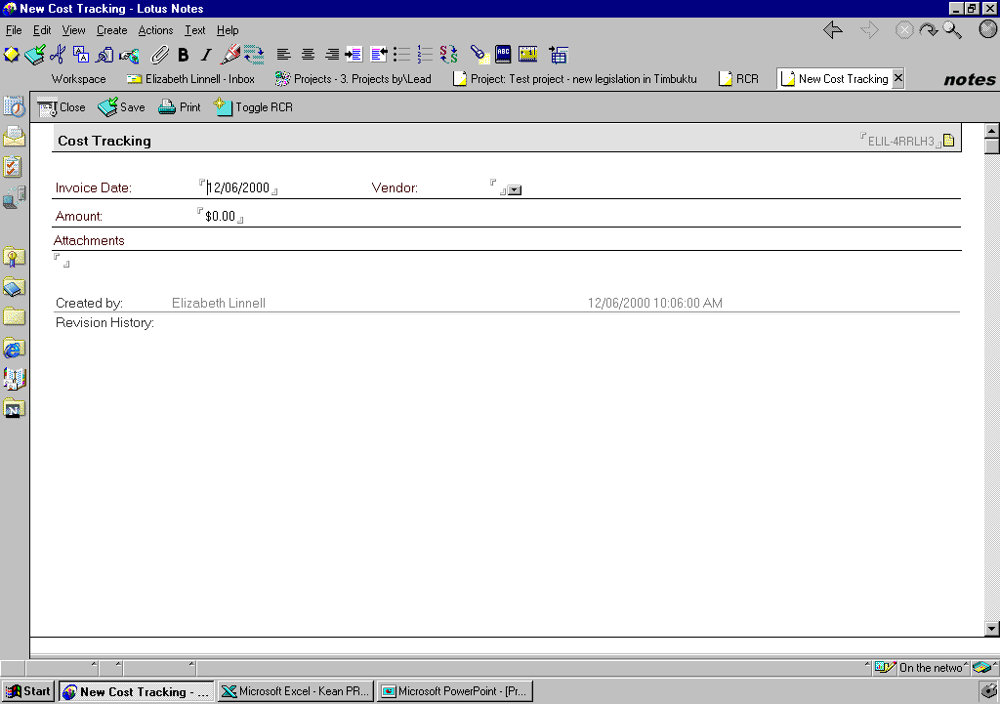 New Cost Tracking - Lotus Notes
File Edit View Create Actions Text Help
Workspace Elizabeth Linnell - Inbox Projects - 3. Projects by\Lead Project: Test project - new legislation in Timbuktu RCR New Cost Tracking notes
Close Save Print Toggle RCR
Cost Tracking ELIL-4RRLH3
Invoice Date: 12/06/2000 Vendor:
Amount: $0.00
Attachments
Created by: Elizabeth Linnell 12/06/2000 10:06:00 AM
Revision History:
On the netwo
Start New Cost Tracking - ... Microsoft Excel - Kean PR... Microsoft PowerPoint - [Pr...